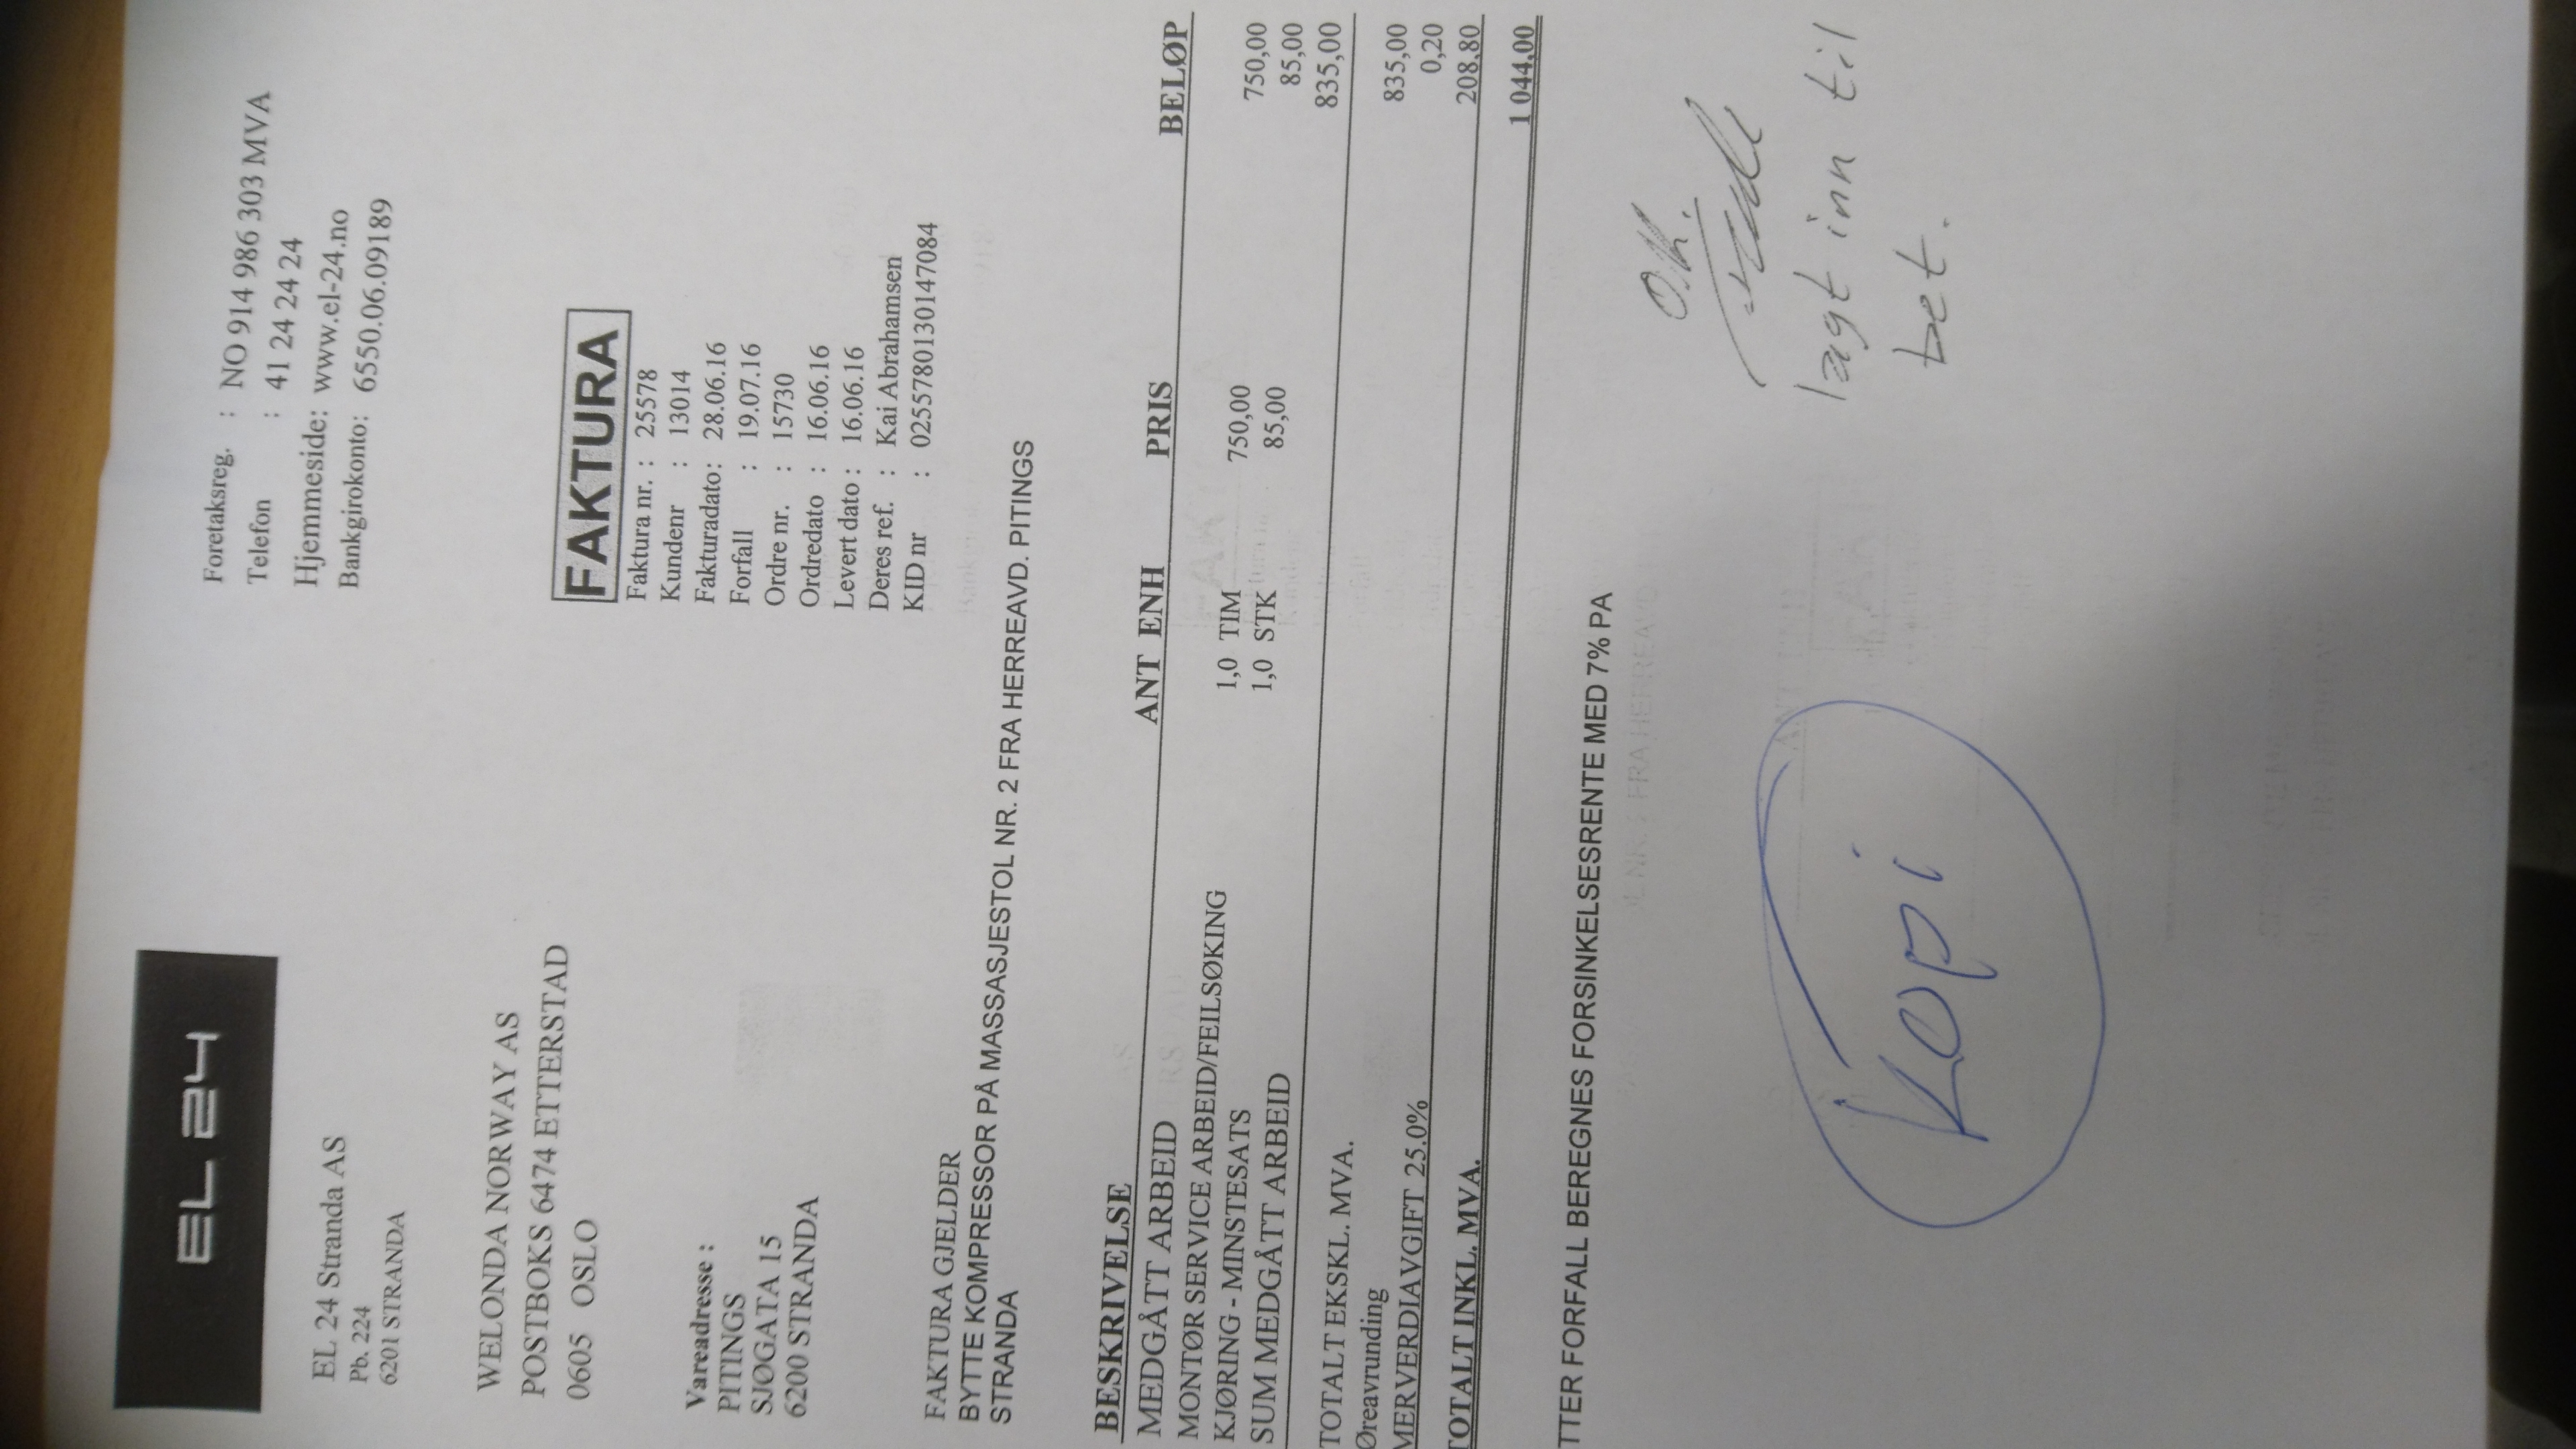 EL 24
EL 24 Stranda AS
Pb. 224
6201 STRANDA
Foretaksreg. : NO 914 986 303 MVA
Telefon : 41 24 24 24
Hjemmeside: www.el-24.no
Bankgirokonto: 6550.06.09189
WELONDA NORWAY AS
POSTBOKS 6474 ETTERSTAD
0605 OSLO
FAKTURA
Faktura nr. : 25578
Kundenr : 13014
Fakturadato: 28.06.16
Forfall : 19.07.16
Ordre nr. : 15730
Ordredato : 16.06.16
Levert dato : 16.06.16
Deres ref. : Kai Abrahamsen
KID nr : 0255780130147084
Vareadresse :
PITINGS
SJØGATA 15
6200 STRANDA
FAKTURA GJELDER
BYTTE KOMPRESSOR PÅ MASSASJESTOL NR. 2 FRA HERREAVD. PITINGS
STRANDA
BESKRIVELSE ANT ENH PRIS BELØP
MEDGÅTT ARBEID
MONTØR SERVICE ARBEID/FEILSØKING 1,0 TIM 750,00 750,00
KJØRING - MINSTESATS 1,0 STK 85,00 85,00
SUM MEDGÅTT ARBEID 835,00
TOTALT EKSKL. MVA. 835,00
Øreavrunding 0,20
MERVERDIAVGIFT 25.0% 208,80
TOTALT INKL. MVA. 1 044,00
TTER FORFALL BEREGNES FORSINKELSESRENTE MED 7% PA
O.k.
lagt inn til
bet.
Kopi